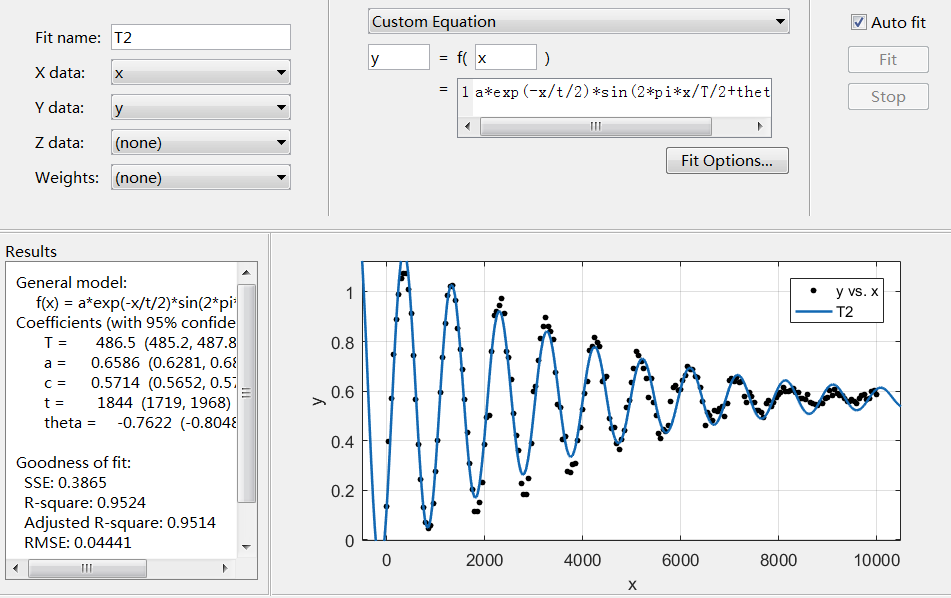 Fit name: T2
X data: x
Y data: y
Z data: (none)
Weights: (none)
Custom Equation
y = f( x )
=
1 a*exp(-x/t/2)*sin(2*pi*x/T/2+thet
Fit Options...
Auto fit
Fit
Stop
Results
General model:
f(x) = a*exp(-x/t/2)*sin(2*pi*
Coefficients (with 95% confide
T = 486.5 (485.2, 487.8
a = 0.6586 (0.6281, 0.68
c = 0.5714 (0.5652, 0.57
t = 1844 (1719, 1968)
theta = -0.7622 (-0.8048
Goodness of fit:
SSE: 0.3865
R-square: 0.9524
Adjusted R-square: 0.9514
RMSE: 0.04441
y vs. x
T2
1
0.8
0.6
0.4
0.2
0
y
0 2000 4000 6000 8000 10000
x